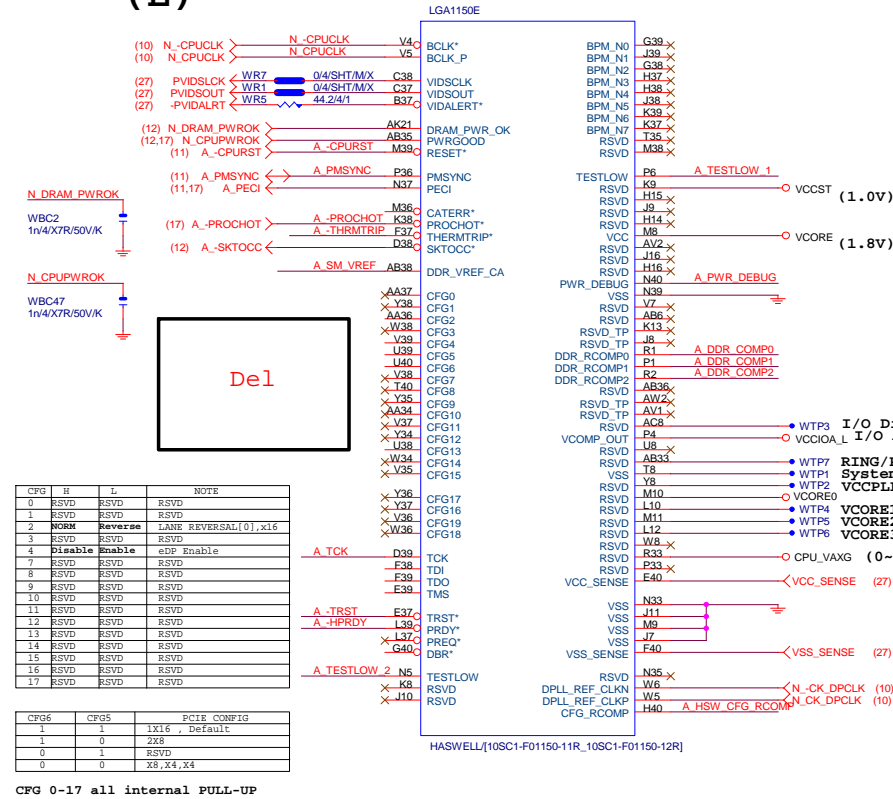 (L)
LGA1150E
(10) N_-CPUCLK N_-CPUCLK V4 BCLK*
(10) N_CPUCLK N_CPUCLK V5 BCLK_P
(27) PVIDSLCK WR7 0/4/SHT/M/X C38 VIDSCLK
(27) PVIDSOUT WR1 0/4/SHT/M/X C37 VIDSOUT
(27) -PVIDALRT WR5 44.2/4/1 B37 VIDALERT*
(12) N_DRAM_PWROK AK21 DRAM_PWR_OK
(12,17) N_CPUPWROK AB35 PWRGOOD
(11) A_-CPURST A_-CPURST M39 RESET*
(11) A_PMSYNC A_PMSYNC P36 PMSYNC
(11,17) A_PECI N37 PECI
M36 CATERR*
(17) A_-PROCHOT A_-PROCHOT K38 PROCHOT*
A_-THRMTRIP F37 THERMTRIP*
(12) A_-SKTOCC D38 SKTOCC*
A_SM_VREF AB38 DDR_VREF_CA
N_DRAM_PWROK
WBC2
1n/4/X7R/50V/K
N_CPUPWROK
WBC47
1n/4/X7R/50V/K
Del
AA37 CFG0
Y38 CFG1
AA36 CFG2
W38 CFG3
V39 CFG4
U39 CFG5
U40 CFG6
V38 CFG7
T40 CFG8
Y35 CFG9
AA34 CFG10
V37 CFG11
Y34 CFG12
U38 CFG13
W34 CFG14
V35 CFG15
Y36 CFG17
Y37 CFG16
V36 CFG19
W36 CFG18
A_TCK D39 TCK
F38 TDI
F39 TDO
E39 TMS
A_-TRST E37 TRST*
A_-HPRDY L39 PRDY*
L37 PREQ*
G40 DBR*
A_TESTLOW_2 N5 TESTLOW
K8 RSVD
J10 RSVD
BPM_N0 G39
BPM_N1 J39
BPM_N2 G38
BPM_N3 H37
BPM_N4 H38
BPM_N5 J38
BPM_N6 K39
BPM_N7 K37
RSVD T35
RSVD M38
TESTLOW P6 A_TESTLOW_1
RSVD K9 VCCST (1.0V)
RSVD H15
RSVD J9
RSVD H14
VCC M8 VCORE (1.8V)
RSVD AV2
RSVD J16
RSVD H16
PWR_DEBUG N40 A_PWR_DEBUG
VSS N39
RSVD V7
RSVD AB6
RSVD_TP K13
RSVD_TP J8
DDR_RCOMP0 R1 A_DDR_COMP0
DDR_RCOMP1 P1 A_DDR_COMP1
DDR_RCOMP2 R2 A_DDR_COMP2
RSVD AB36
RSVD_TP AW2
RSVD_TP AV1
RSVD AC8 WTP3 I/O
VCOMP_OUT P4 VCCIOA_L I/O
RSVD U8
RSVD AB33 WTP7
VSS T8 WTP1
RSVD Y8 WTP2
RSVD M10 VCORE0
RSVD L10 WTP4
RSVD M11 WTP5
RSVD L12 WTP6
RSVD W8
RSVD R33 CPU_VAXG
RSVD P33
VCC_SENSE E40 VCC_SENSE (27)
VSS N33
VSS J11
VSS M9
VSS J7
VSS_SENSE F40 VSS_SENSE (27)
RSVD N35
DPLL_REF_CLKN W6 N_-CK_DPCLK (10)
DPLL_REF_CLKP W5 N_CK_DPCLK (10)
CFG_RCOMP H40 A_HSW_CFG_RCOMP
HASWELL/[10SC1-F01150-11R_10SC1-F01150-12R]
CFG H L NOTE
0 RSVD RSVD RSVD
1 RSVD RSVD RSVD
2 NORM Reverse LANE REVERSAL[0],x16
3 RSVD RSVD RSVD
4 Disable Enable eDP Enable
7 RSVD RSVD RSVD
8 RSVD RSVD RSVD
9 RSVD RSVD RSVD
10 RSVD RSVD RSVD
11 RSVD RSVD RSVD
12 RSVD RSVD RSVD
13 RSVD RSVD RSVD
14 RSVD RSVD RSVD
15 RSVD RSVD RSVD
16 RSVD RSVD RSVD
17 RSVD RSVD RSVD
CFG6 CFG5 PCIE CONFIG
1 1 1X16 , Default
1 0 2X8
0 1 RSVD
0 0 X8,X4,X4
CFG 0-17 all internal PULL-UP